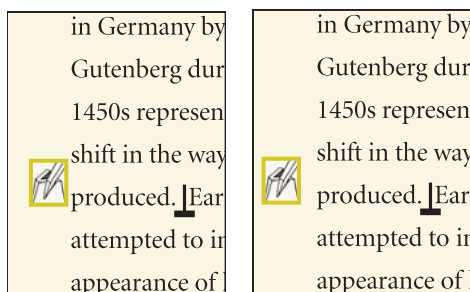 in Germany by
Gutenberg dur
1450s represen
shift in the way
produced. Ear
attempted to ir
appearance of
in Germany by
Gutenberg dur
1450s represen
shift in the way
produced. Ear
attempted to in
appearance of